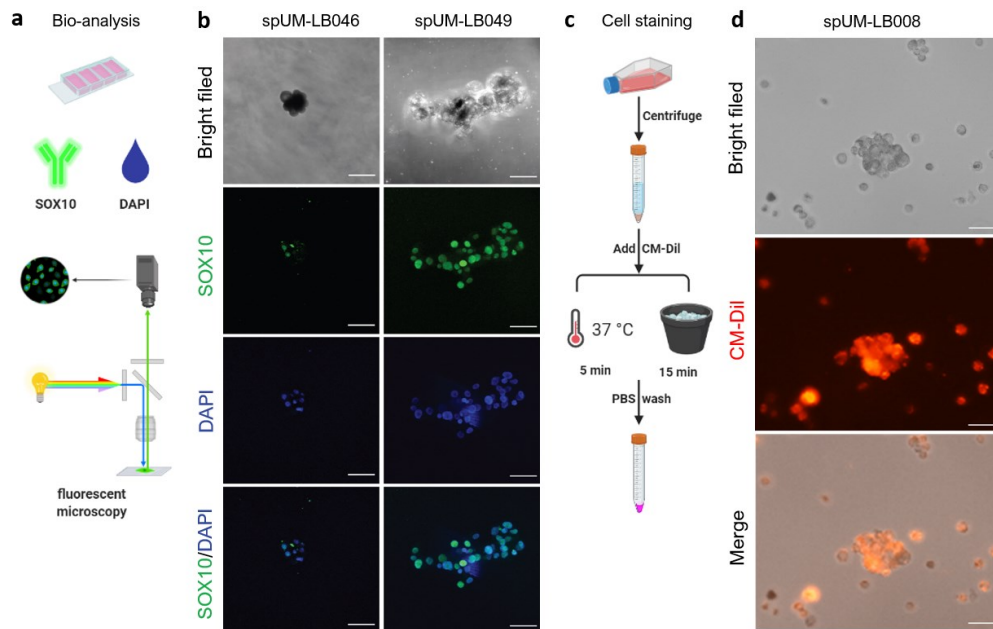 a
Bio-analysis
SOX10
DAPI
fluorescent
microscopy
b
spUM-LB046
spUM-LB049
Bright filed
SOX10
DAPI
SOX10/DAPI
c
Cell staining
Centrifuge
Add CM-Dil
37 °C
5 min
15 min
PBS wash
d
spUM-LB008
Bright filed
CM-Dil
Merge